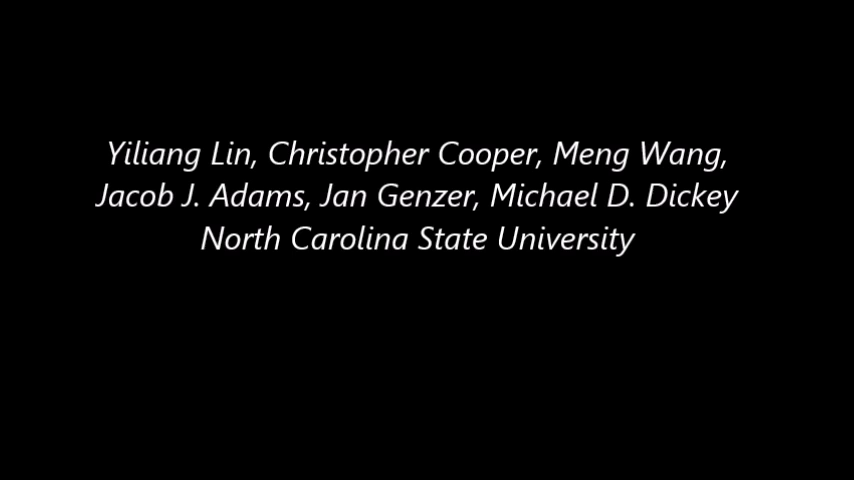 Yiliang Lin, Christopher Cooper, Meng Wang,
Jacob J. Adams, Jan Genzer, Michael D. Dickey
North Carolina State University